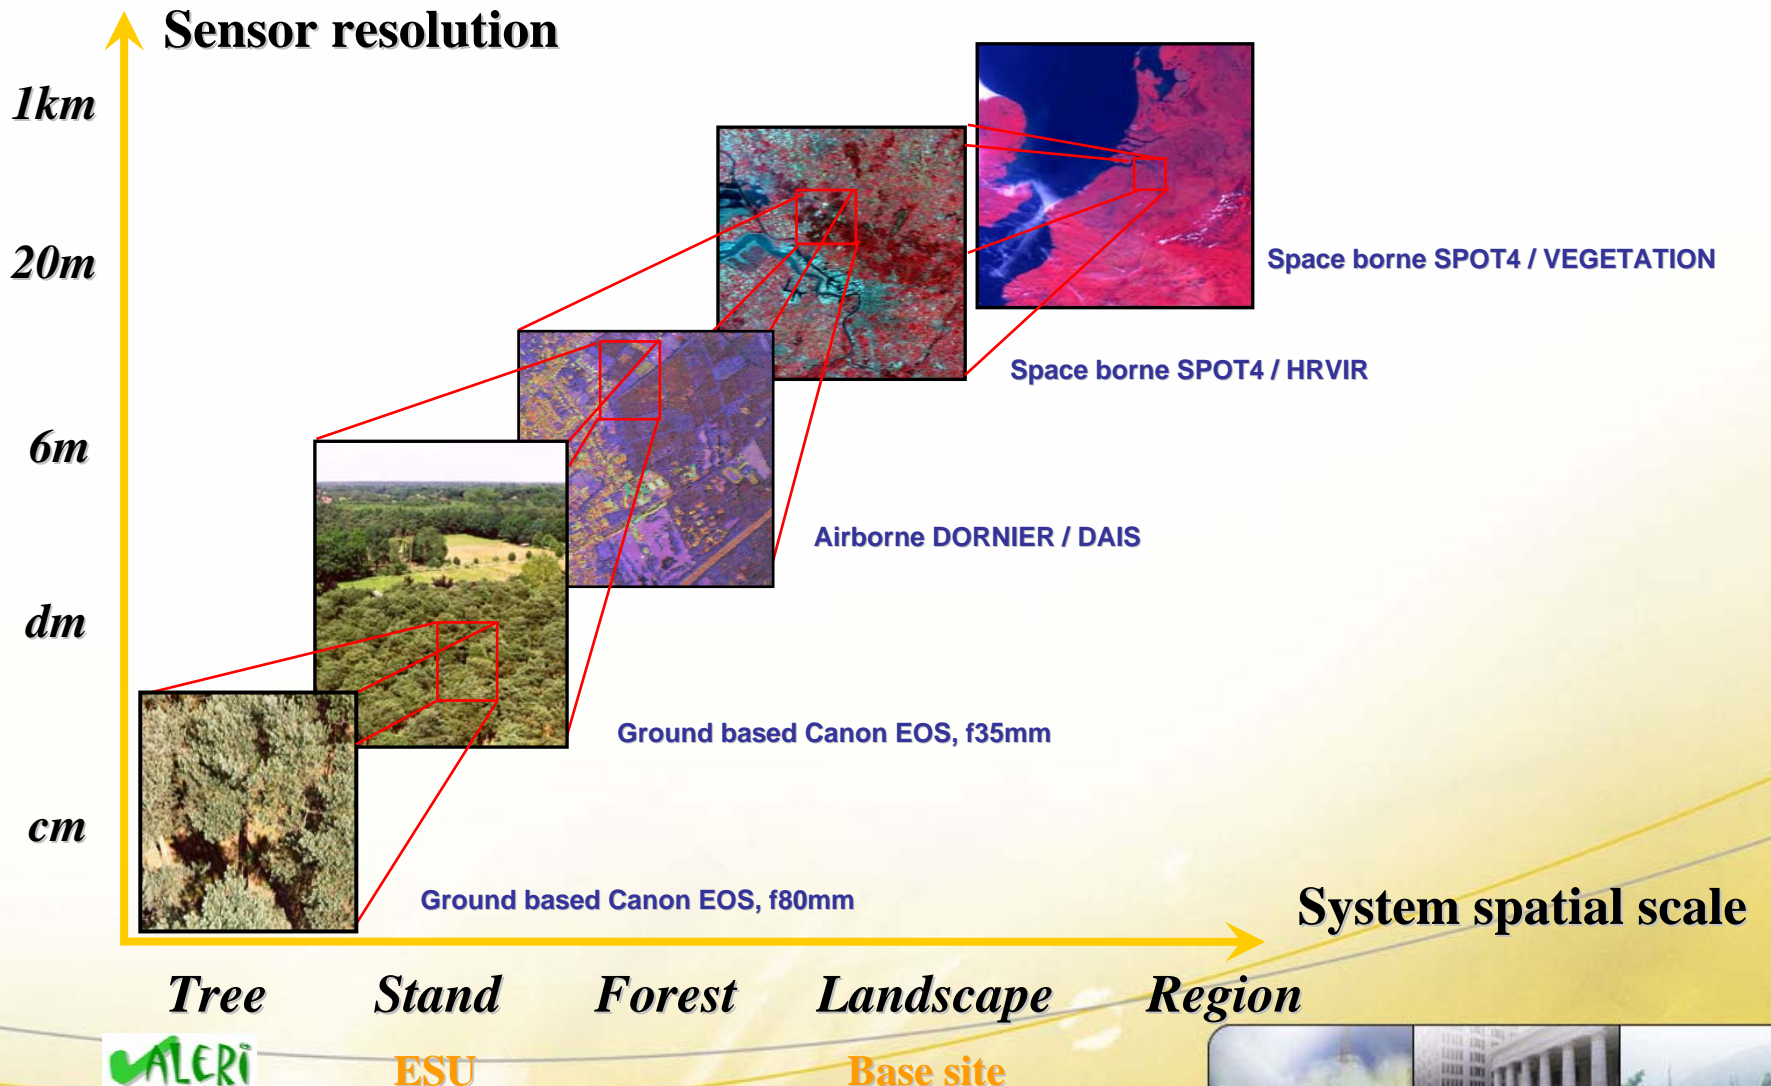 Sensor resolution
1km
20m
Space borne SPOT4 / VEGETATION
Space borne SPOT4 / HRVIR
6m
Airborne DORNIER / DAIS
dm
Ground based Canon EOS, f35mm
cm
Ground based Canon EOS, f80mm
System spatial scale
Tree Stand Forest Landscape Region
VALERI ESU Base site